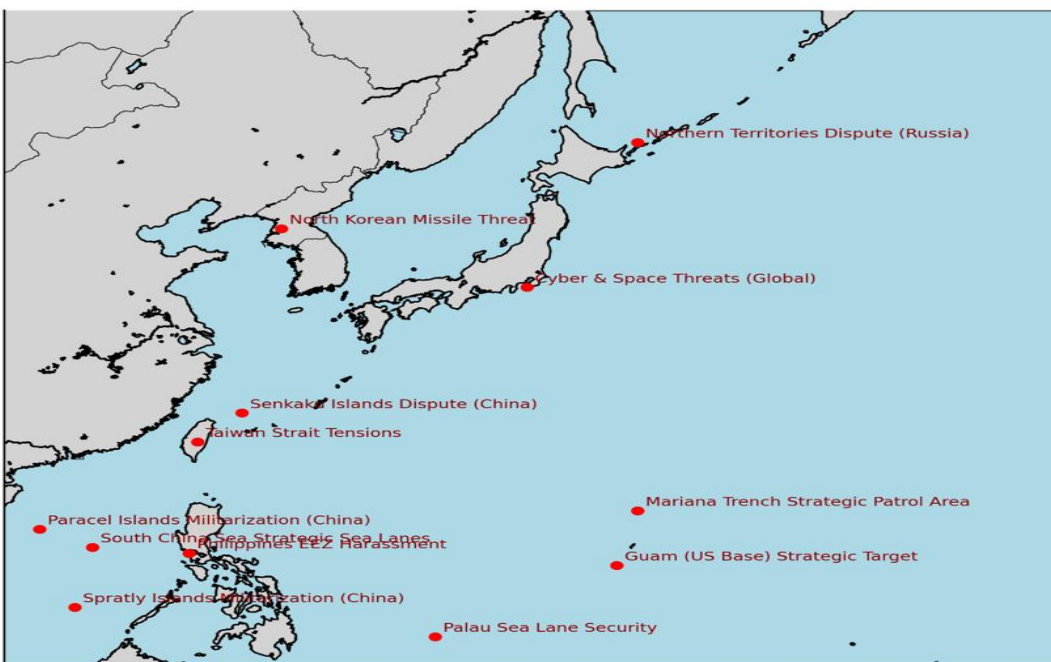 Northern Territories Dispute (Russia)
North Korean Missile Threat
Cyber & Space Threats (Global)
Senkaku Islands Dispute (China)
Taiwan Strait Tensions
Mariana Trench Strategic Patrol Area
Paracel Islands Militarization (China)
South China Sea Strategic Sea Lanes
Philippines EEZ Harassment
Guam (US Base) Strategic Target
Spratly Islands Militarization (China)
Palau Sea Lane Security